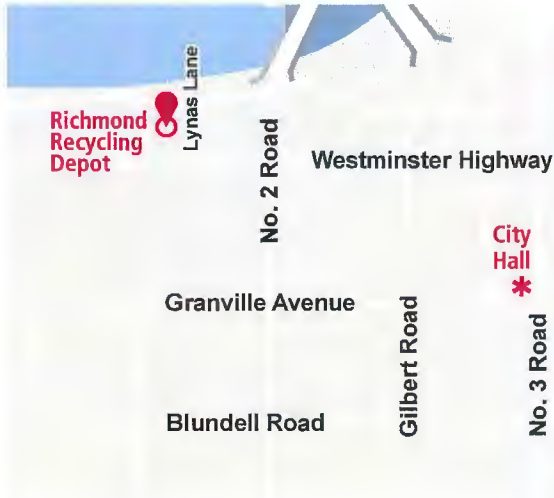 Lynas Lane
Richmond
Recycling
Depot
No. 2 Road
Westminster Highway
City
Hall
Granville Avenue
Gilbert Road
No. 3 Road
Blundell Road